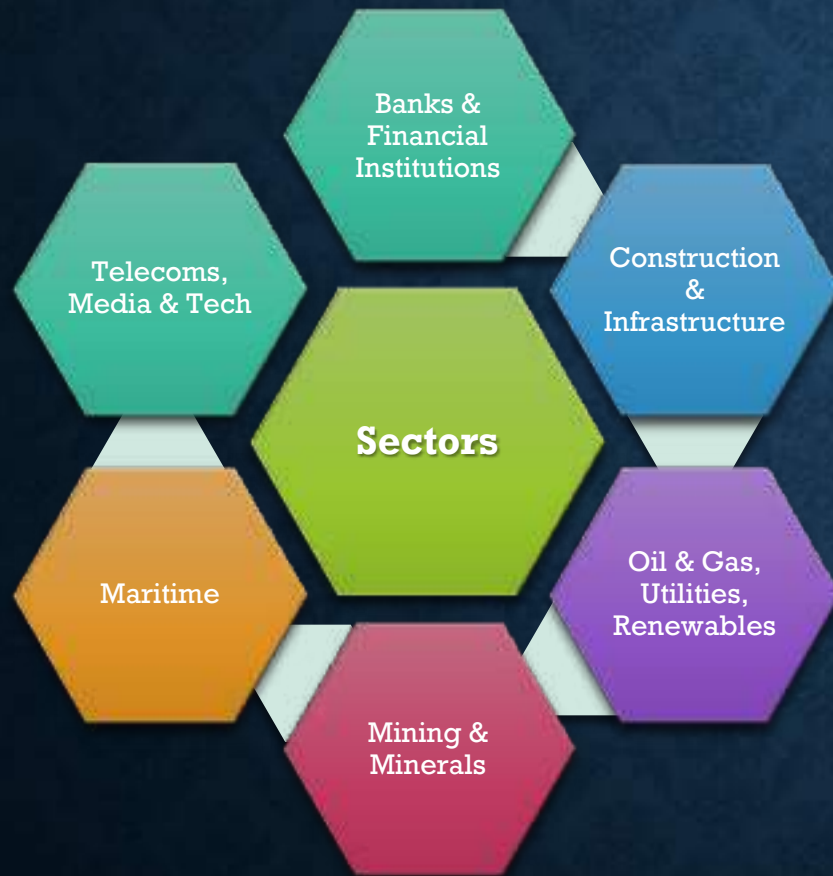 Banks &
Financial
Institutions
Construction
&
Infrastructure
Oil & Gas,
Utilities,
Renewables
Mining &
Minerals
Maritime
Telecoms,
Media & Tech
Sectors